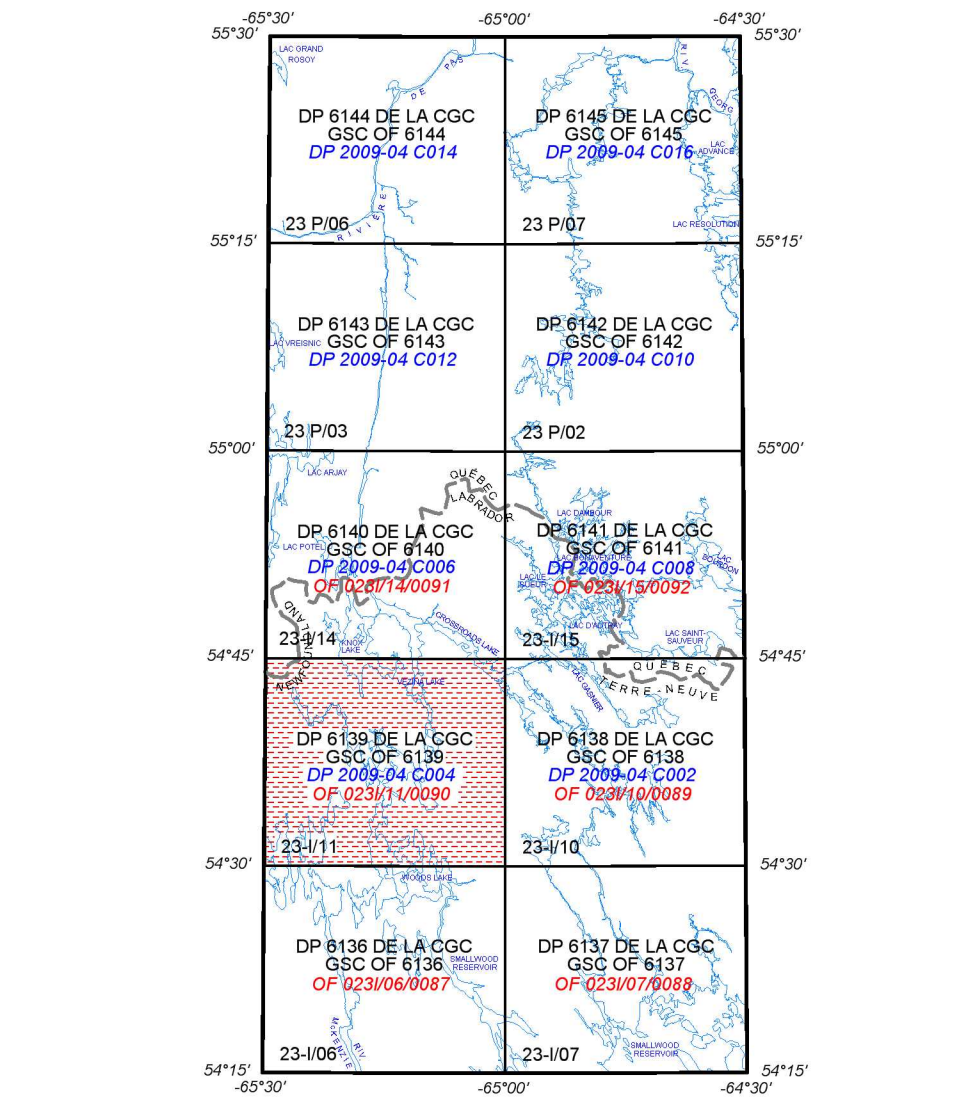 -65°30' -65°00' -64°30'
55°30' 55°30'
LAC GRAND
ROSOY
RIVIÈRE DE PAS
DP 6144 DE LA CGC
GSC OF 6144
DP 2009-04 C014
23 P/06
RIV. GEORG
DP 6145 DE LA CGC
GSC OF 6145
DP 2009-04 C016
LAC
ADVANCE
LAC RESOLUTION
23 P/07
55°15' 55°15'
DP 6143 DE LA CGC
GSC OF 6143
DP 2009-04 C012
LAC VREISNIC
23 P/03
DP 6142 DE LA CGC
GSC OF 6142
DP 2009-04 C010
23 P/02
55°00' 55°00'
LAC ARJAY
QUÉBEC
LABRADOR
DP 6140 DE LA CGC
GSC OF 6140
DP 2009-04 C006
OF 023I/14/0091
LAC POTEL
KNOX
LAKE
CROSSROADS LAKE
23-I/14
NEWFOUNDLAND
LAC DAMBOUR
DP 6141 DE LA CGC
GSC OF 6141
LAC BONAVENTURE
DP 2009-04 C008
OF 023I/15/0092
LAC LE
SUEUR
LAC
BOURDON
LAC D'AUTRAY
LAC SAINT-
SAUVEUR
23-I/15
54°45' 54°45'
QUÉBEC
TERRE-NEUVE
VEZINA LAKE
DP 6139 DE LA CGC
GSC OF 6139
DP 2009-04 C004
OF 023I/11/0090
23-I/11
LAC GASNIER
DP 6138 DE LA CGC
GSC OF 6138
DP 2009-04 C002
OF 023I/10/0089
23-I/10
54°30' 54°30'
WOODS LAKE
DP 6136 DE LA CGC
GSC OF 6136
OF 023I/06/0087
SMALLWOOD
RESERVOIR
McKENZIE RIV
23-I/06
DP 6137 DE LA CGC
GSC OF 6137
OF 023I/07/0088
SMALLWOOD
RESERVOIR
23-I/07
54°15' 54°15'
-65°30' -65°00' -64°30'